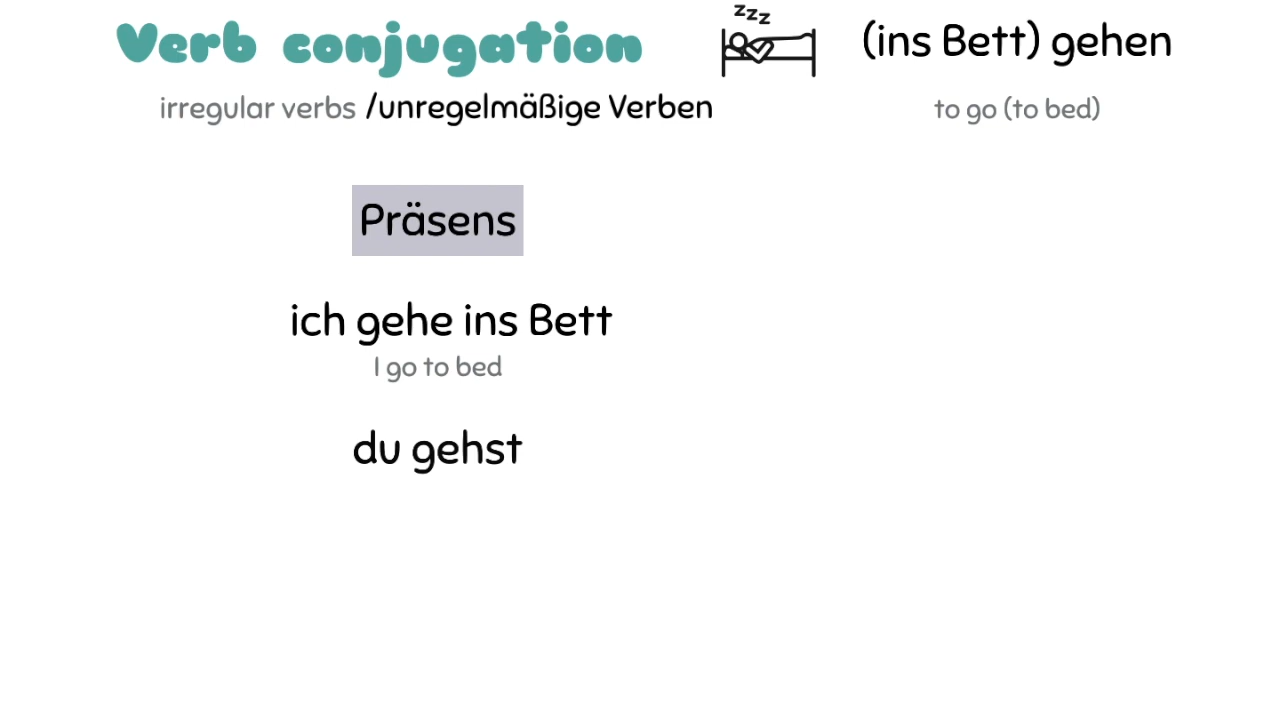 Verb conjugation
zzz
(ins Bett) gehen
irregular verbs /unregelmäßige Verben
to go (to bed)
Präsens
ich gehe ins Bett
I go to bed
du gehst